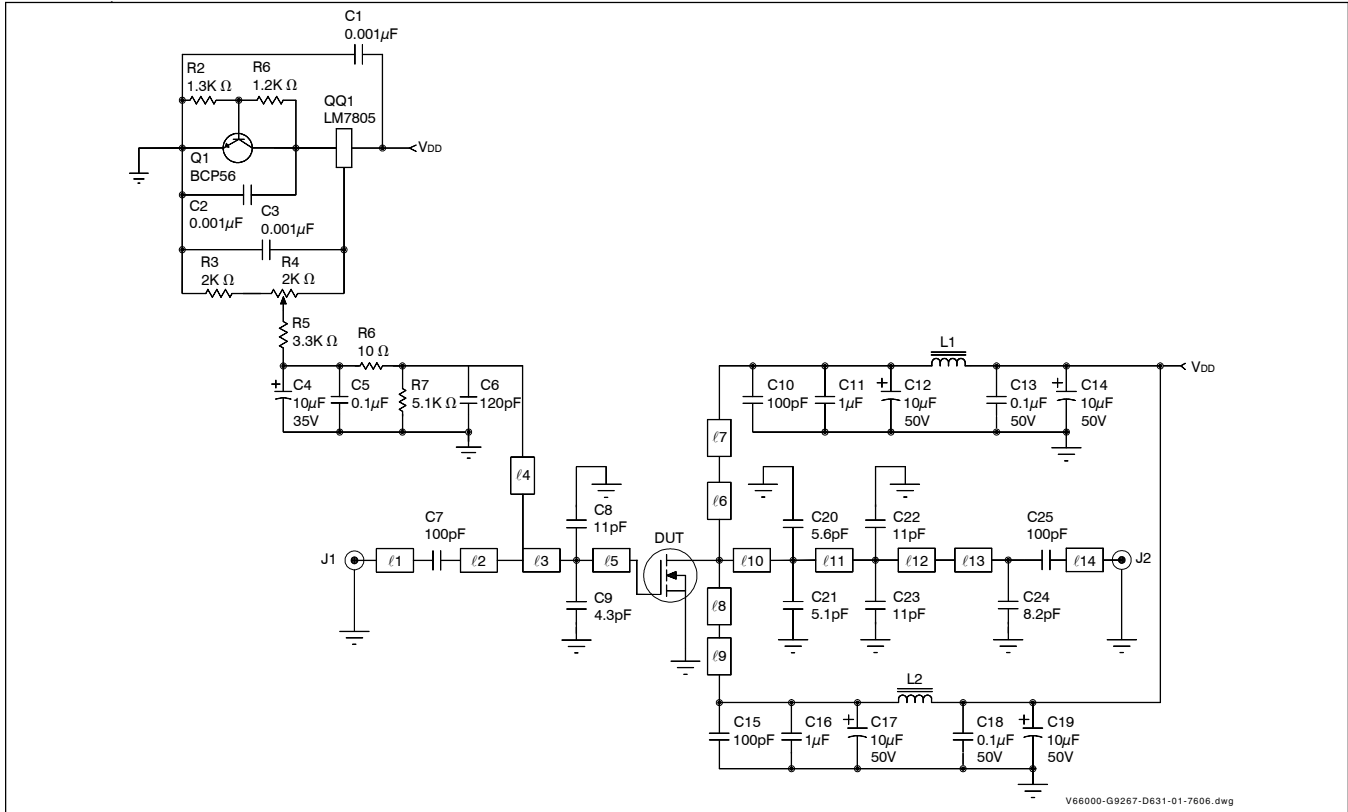 C1
0.001µF
R2
1.3K Ω
R6
1.2K Ω
QQ1
LM7805
VDD
Q1
BCP56
C2
0.001µF
C3
0.001µF
R3
2K Ω
R4
2K Ω
R5
3.3K Ω
R6
10 Ω
C4
10µF
35V
C5
0.1µF
R7
5.1K Ω
C6
120pF
L1
VDD
C10
100pF
C11
1µF
C12
10µF
50V
C13
0.1µF
50V
C14
10µF
50V
ℓ7
ℓ4
ℓ6
C7
100pF
C8
11pF
DUT
C20
5.6pF
C22
11pF
C25
100pF
J1
ℓ1
ℓ2
ℓ3
ℓ5
ℓ10
ℓ11
ℓ12
ℓ13
ℓ14
J2
C9
4.3pF
ℓ8
C21
5.1pF
C23
11pF
C24
8.2pF
ℓ9
L2
C15
100pF
C16
1µF
C17
10µF
50V
C18
0.1µF
50V
C19
10µF
50V
V66000-G9267-D631-01-7606.dwg